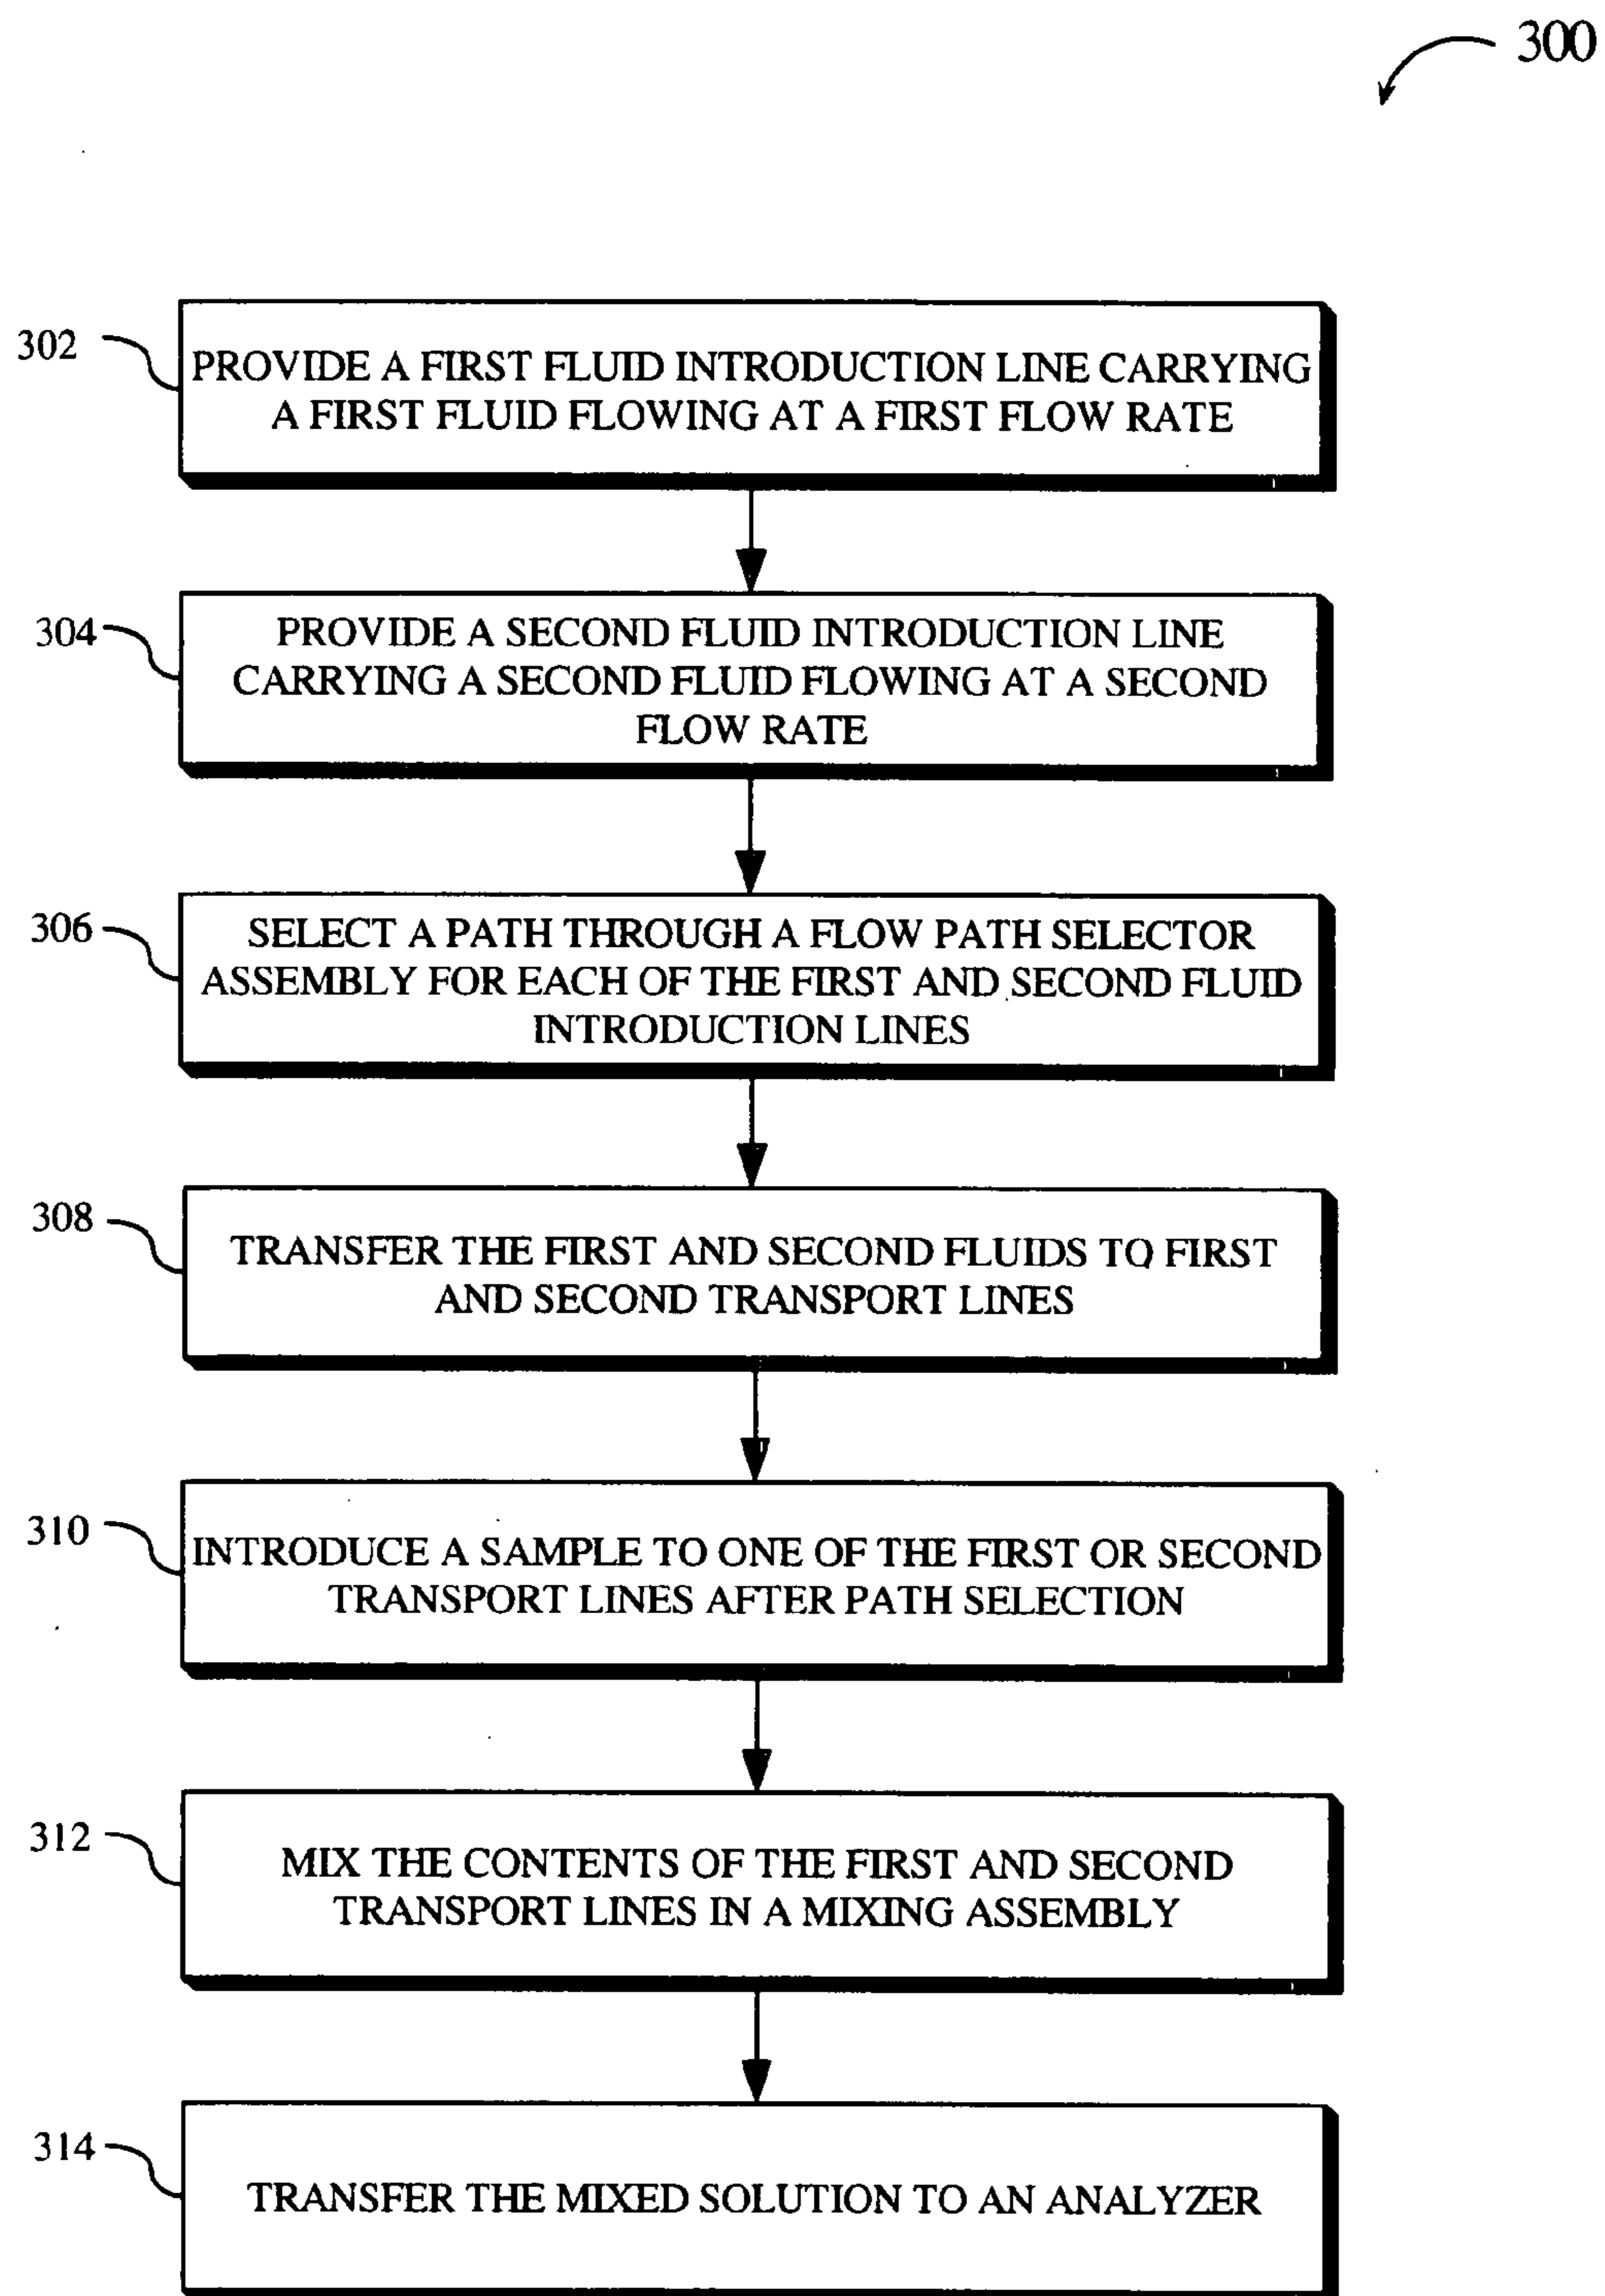 300
302
PROVIDE A FIRST FLUID INTRODUCTION LINE CARRYING
A FIRST FLUID FLOWING AT A FIRST FLOW RATE
304
PROVIDE A SECOND FLUID INTRODUCTION LINE
CARRYING A SECOND FLUID FLOWING AT A SECOND
FLOW RATE
306
SELECT A PATH THROUGH A FLOW PATH SELECTOR
ASSEMBLY FOR EACH OF THE FIRST AND SECOND FLUID
INTRODUCTION LINES
308
TRANSFER THE FIRST AND SECOND FLUIDS TO FIRST
AND SECOND TRANSPORT LINES
310
INTRODUCE A SAMPLE TO ONE OF THE FIRST OR SECOND
TRANSPORT LINES AFTER PATH SELECTION
312
MIX THE CONTENTS OF THE FIRST AND SECOND
TRANSPORT LINES IN A MIXING ASSEMBLY
314
TRANSFER THE MIXED SOLUTION TO AN ANALYZER